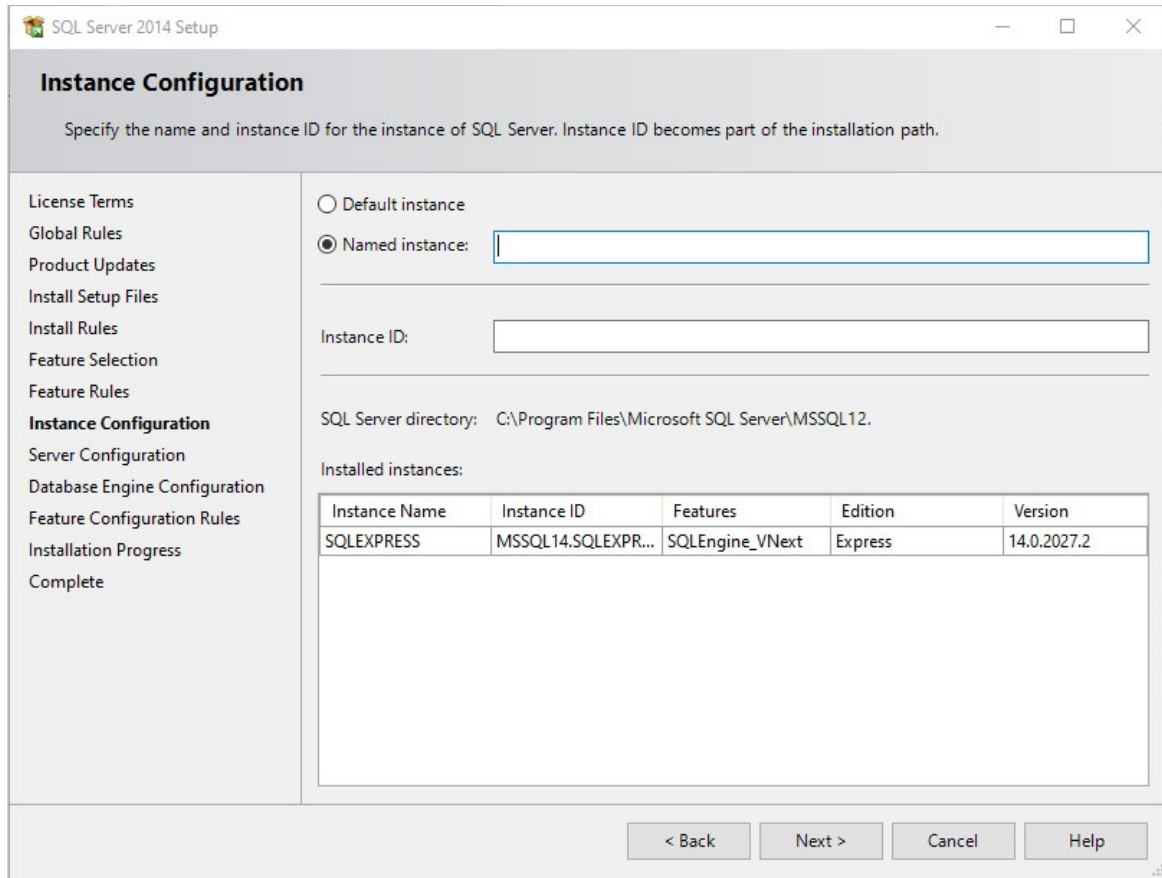 SQL Server 2014 Setup
Instance Configuration
Specify the name and instance ID for the instance of SQL Server. Instance ID becomes part of the installation path.
License Terms
Global Rules
Product Updates
Install Setup Files
Install Rules
Feature Selection
Feature Rules
Instance Configuration
Server Configuration
Database Engine Configuration
Feature Configuration Rules
Installation Progress
Complete
Default instance
Named instance:
Instance ID:
SQL Server directory: C:\Program Files\Microsoft SQL Server\MSSQL12.
Installed instances:
Instance Name Instance ID Features Edition Version
SQLEXPRESS MSSQL14.SQLEXPR... SQLEngine_VNext Express 14.0.2027.2
< Back Next > Cancel Help